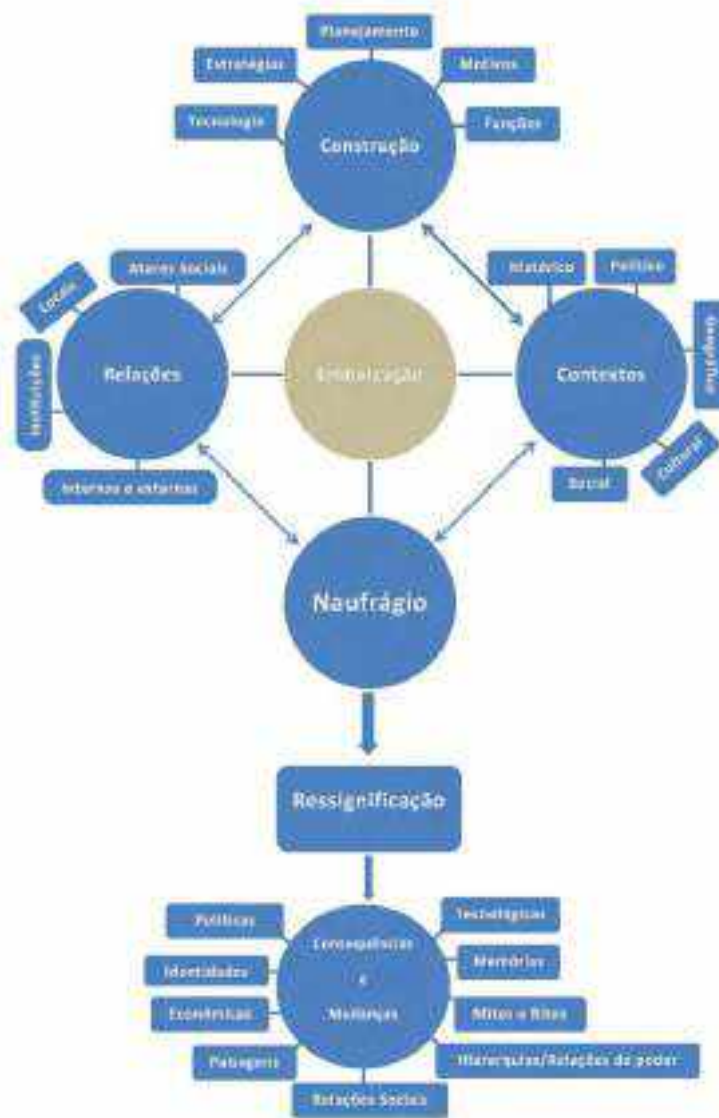 Planejamento
Estratégias
Motivos
Tecnologia
Funções
Construção
Atores Sociais
Locais
Relações
Instituições
Internos e externos
Embarcação
Histórico
Político
Contextos
Geográfico
Cultural
Social
Naufrágio
Ressignificação
Consequências
e
Mudanças
Políticas
Tecnológicas
Identidades
Memórias
Econômicas
Mitos e Ritos
Paisagens
Hierarquias/Relações de poder
Relações Sociais